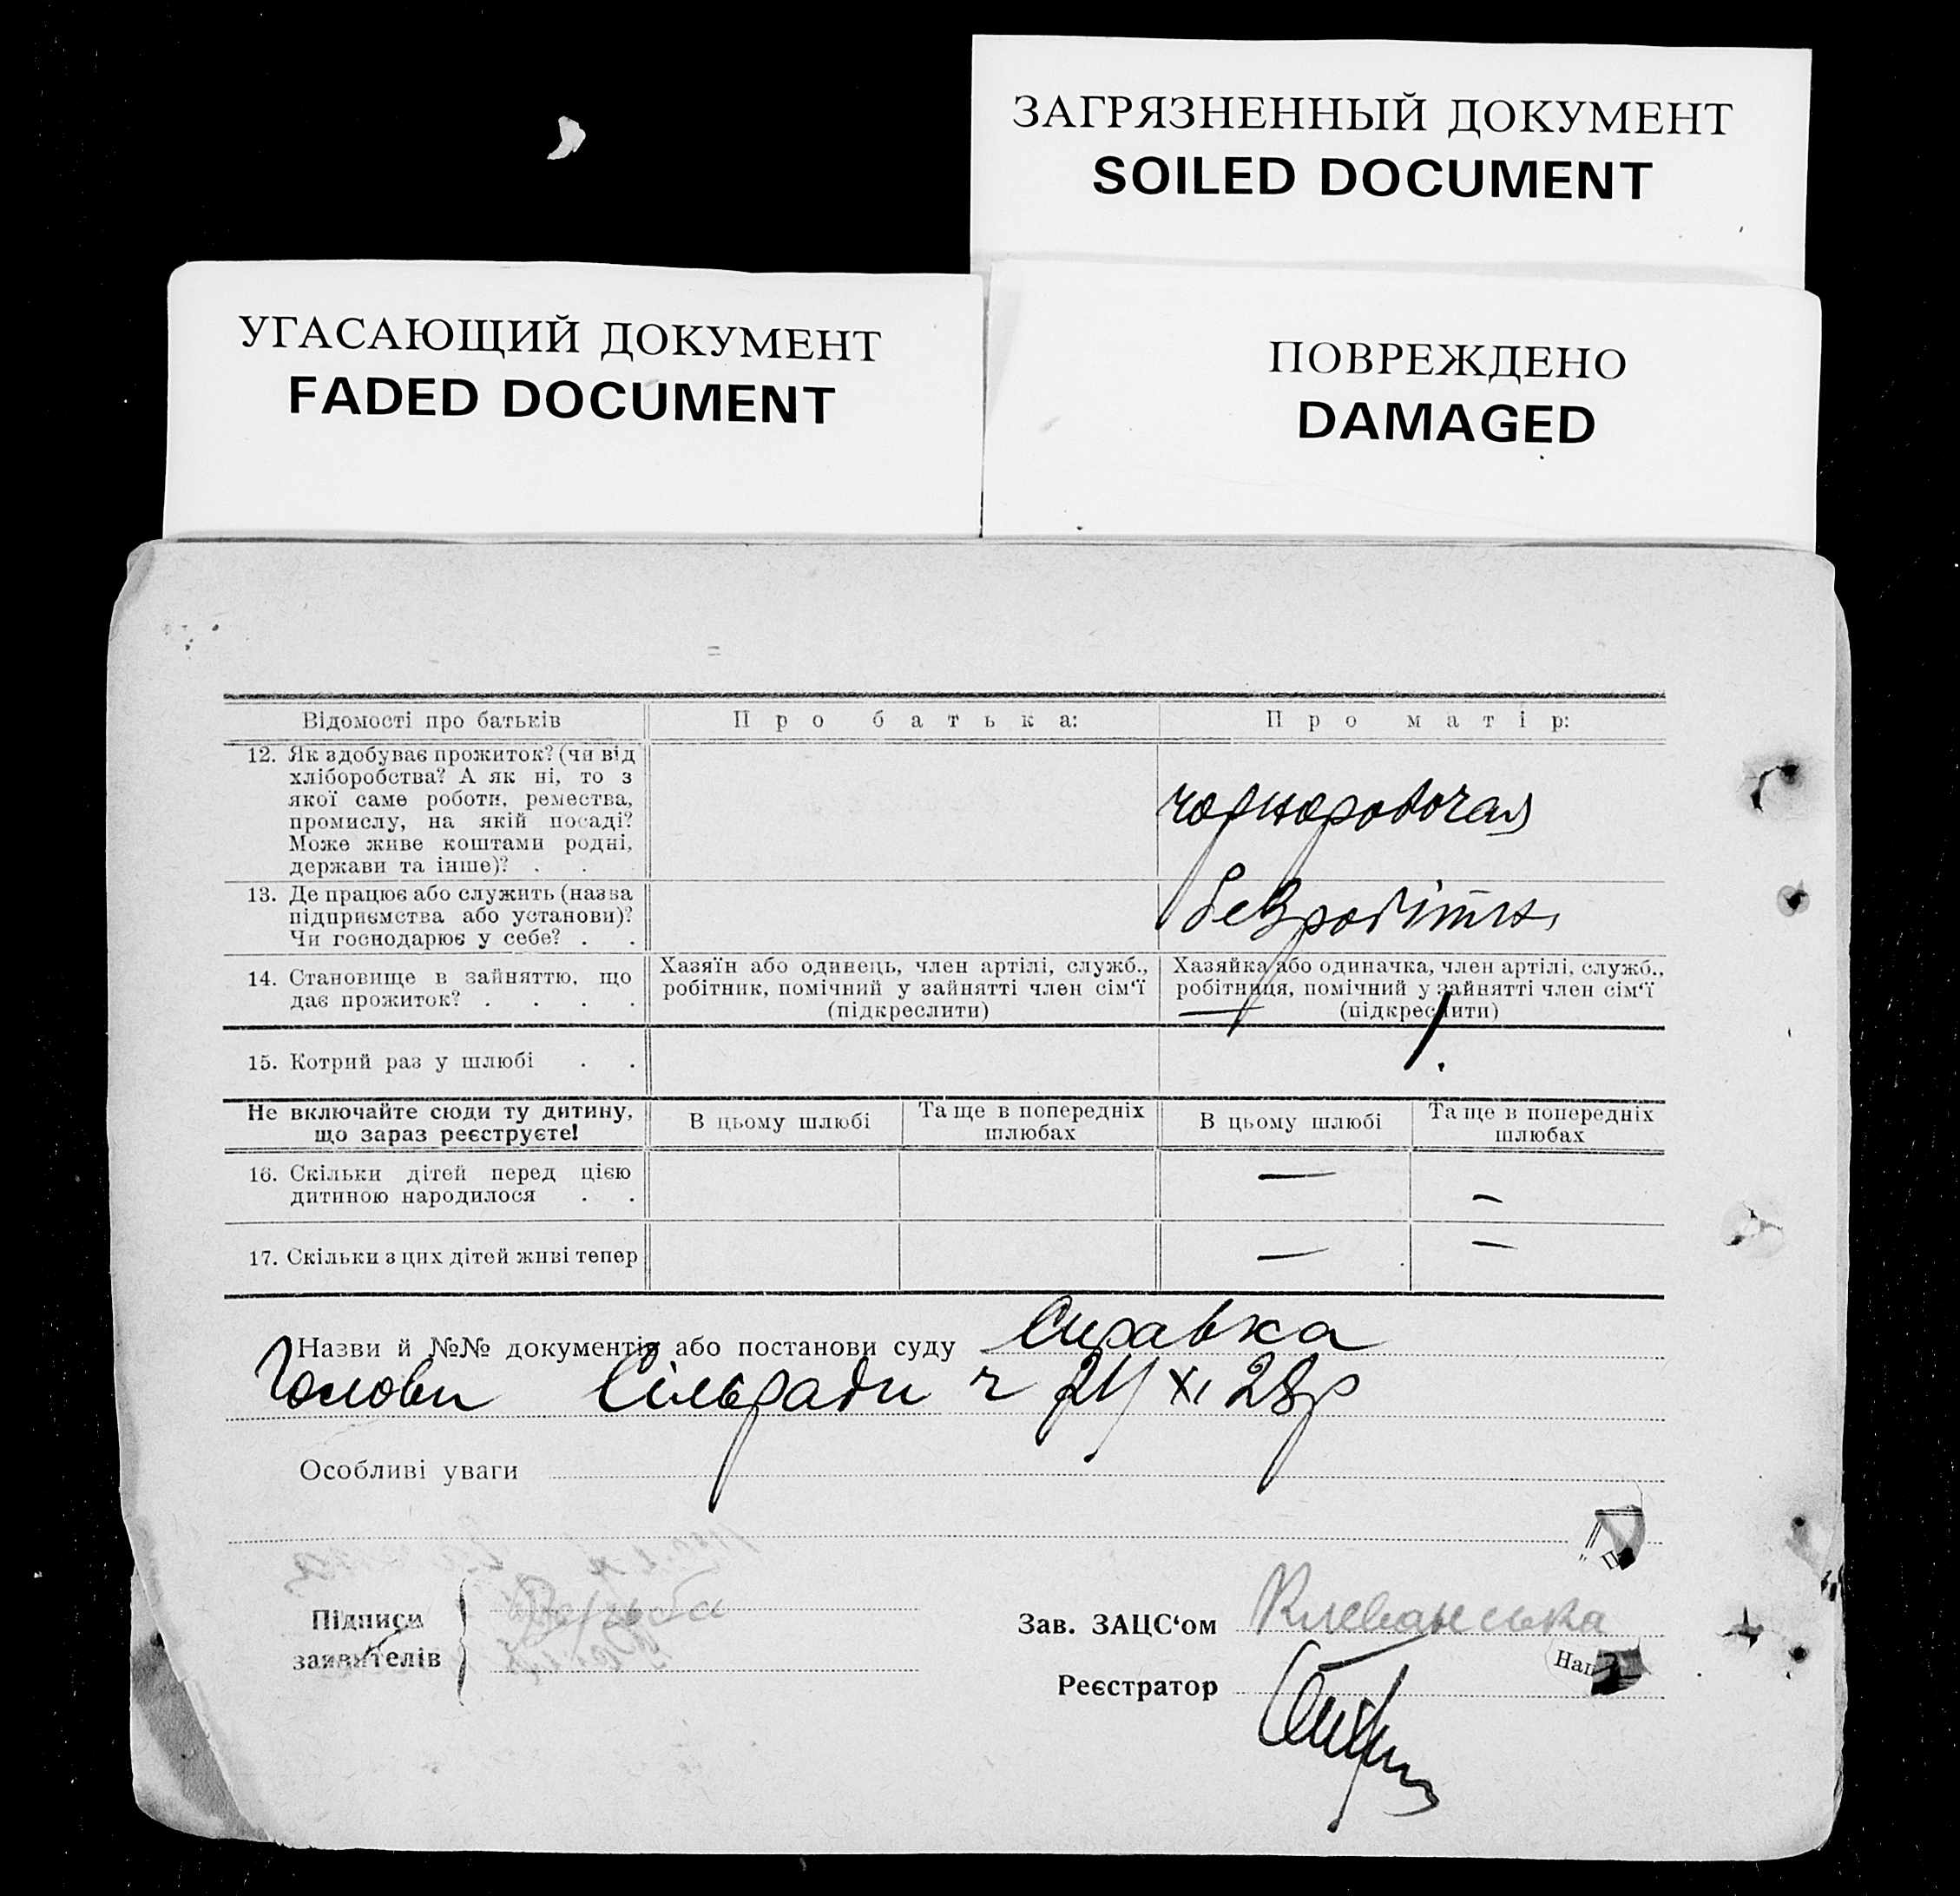 ЗАГРЯЗНЕННЫЙ ДОКУМЕНТ
SOILED DOCUMENT
УГАСАЮЩИЙ ДОКУМЕНТ
FADED DOCUMENT
ПОВРЕЖДЕНО
DAMAGED
Відомості про батьків
Про батька:
Про матір:
12. Як здобуває прожиток? (чи від
хліборобства? А як ні, то з
якої саме роботи, ремества,
промислу, на якій посаді?
Може живе коштами родні,
держави та інше)? . .
чорноробочая
13. Де працює або служить (назва
підприємства або установи)?
Чи господарює у себе? . .
безробітня
14. Становище в зайняттю, що
дає прожиток? . . . .
Хазяїн або одинець, член артілі, служб.,
робітник, помічний у зайнятті член сім‘ї
(підкреслити)
Хазяйка або одиначка, член артілі, служб.,
робітниця, помічний у зайнятті член сім‘ї
(підкреслити)
15. Котрий раз у шлюбі . .
1.
Не включайте сюди ту дитину,
що зараз реєструєте!
В цьому шлюбі
Та ще в попередніх
шлюбах
В цьому шлюбі
Та ще в попередніх
шлюбах
16. Скільки дітей перед цією
дитиною народилося . .
— —
17. Скільки з цих дітей живі тепер
— —
Назви й №№ документів або постанови суду Справка
Голови Сільради ч XI 28р
Особливі уваги
Підписи
заявителів
Зав. ЗАЦС‘ом Клеванська
Реєстратор